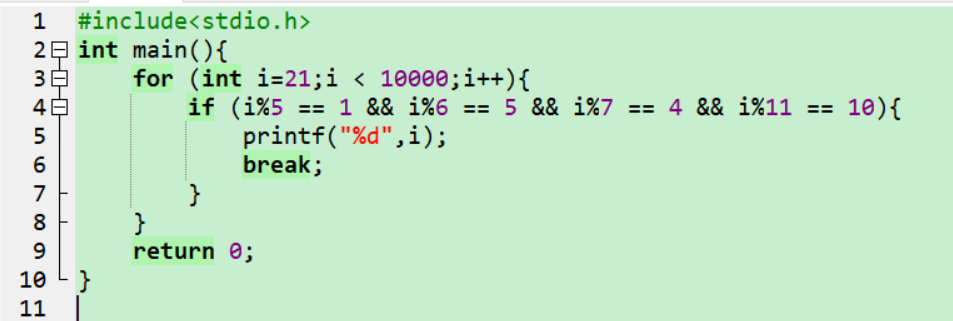 1 #include<stdio.h>
2 int main(){
3 for (int i=21;i < 10000;i++){
4 if (i%5 == 1 && i%6 == 5 && i%7 == 4 && i%11 == 10){
5 printf("%d",i);
6 break;
7 }
8 }
9 return 0;
10 }
11